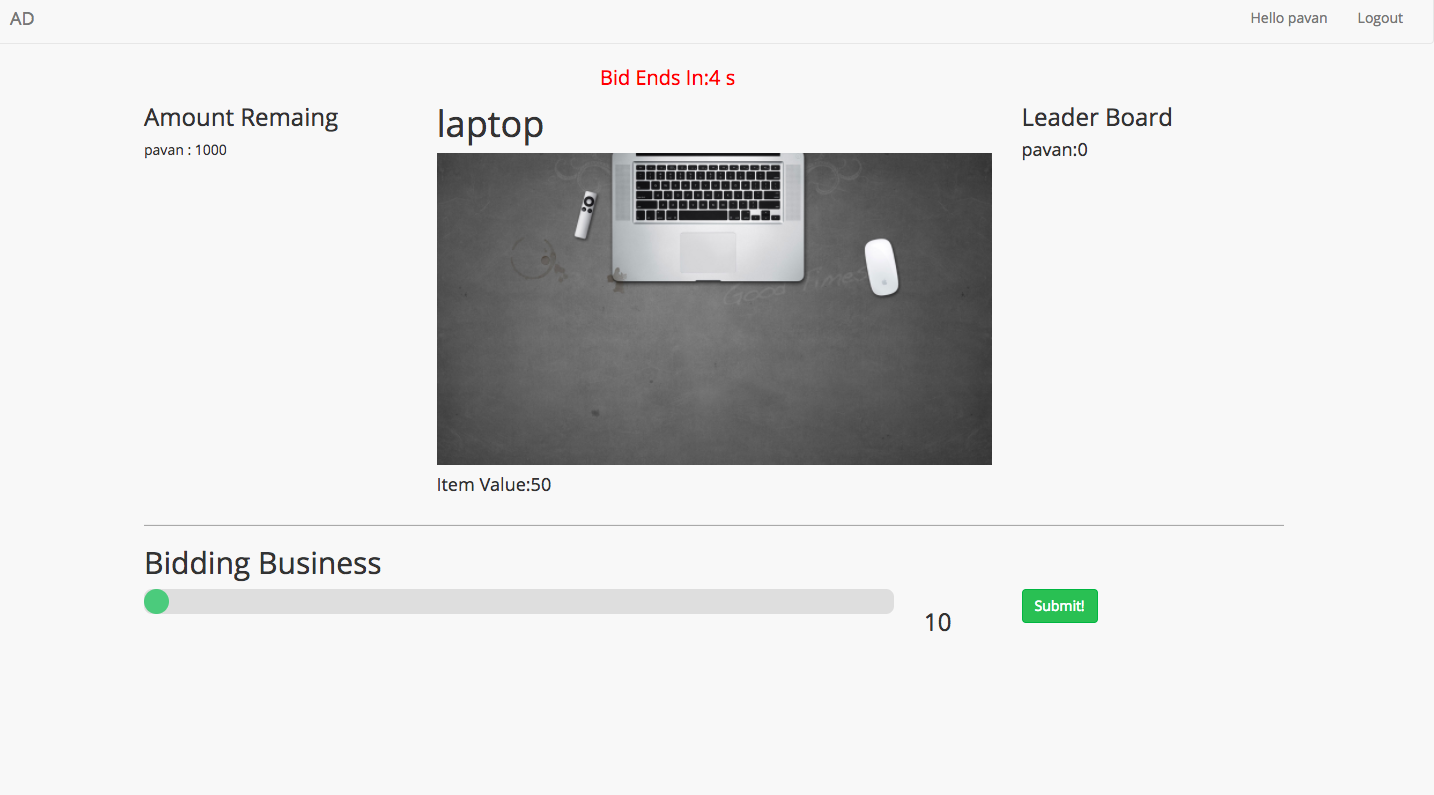 AD
Hello pavan
Logout
Bid Ends In:4 s
Amount Remaing
pavan : 1000
laptop
Good Times
Item Value:50
Leader Board
pavan:0
Bidding Business
10
Submit!